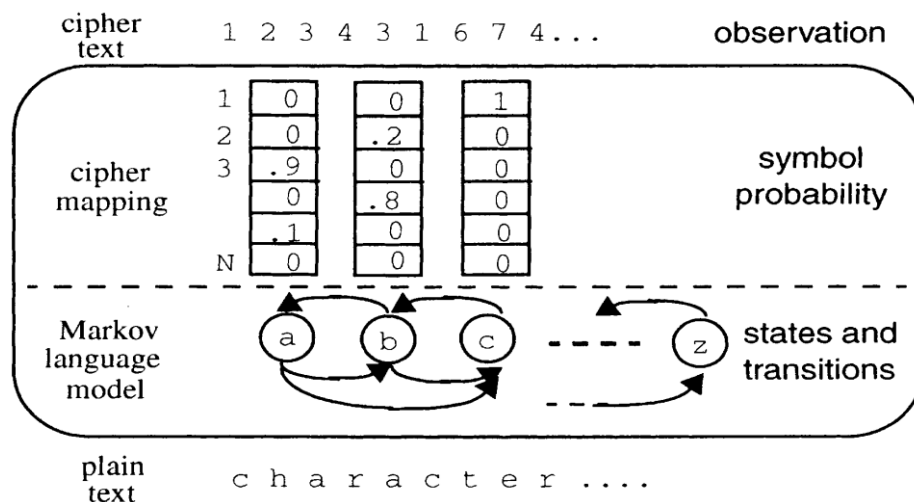 cipher text 1 2 3 4 3 1 6 7 4 . . . observation
1 0 0 1
2 0 .2 0
3 .9 0 0
0 .8 0
.1 0 0
N 0 0 0
cipher mapping
symbol probability
Markov language model
a b c z
states and transitions
plain text c h a r a c t e r . . . .